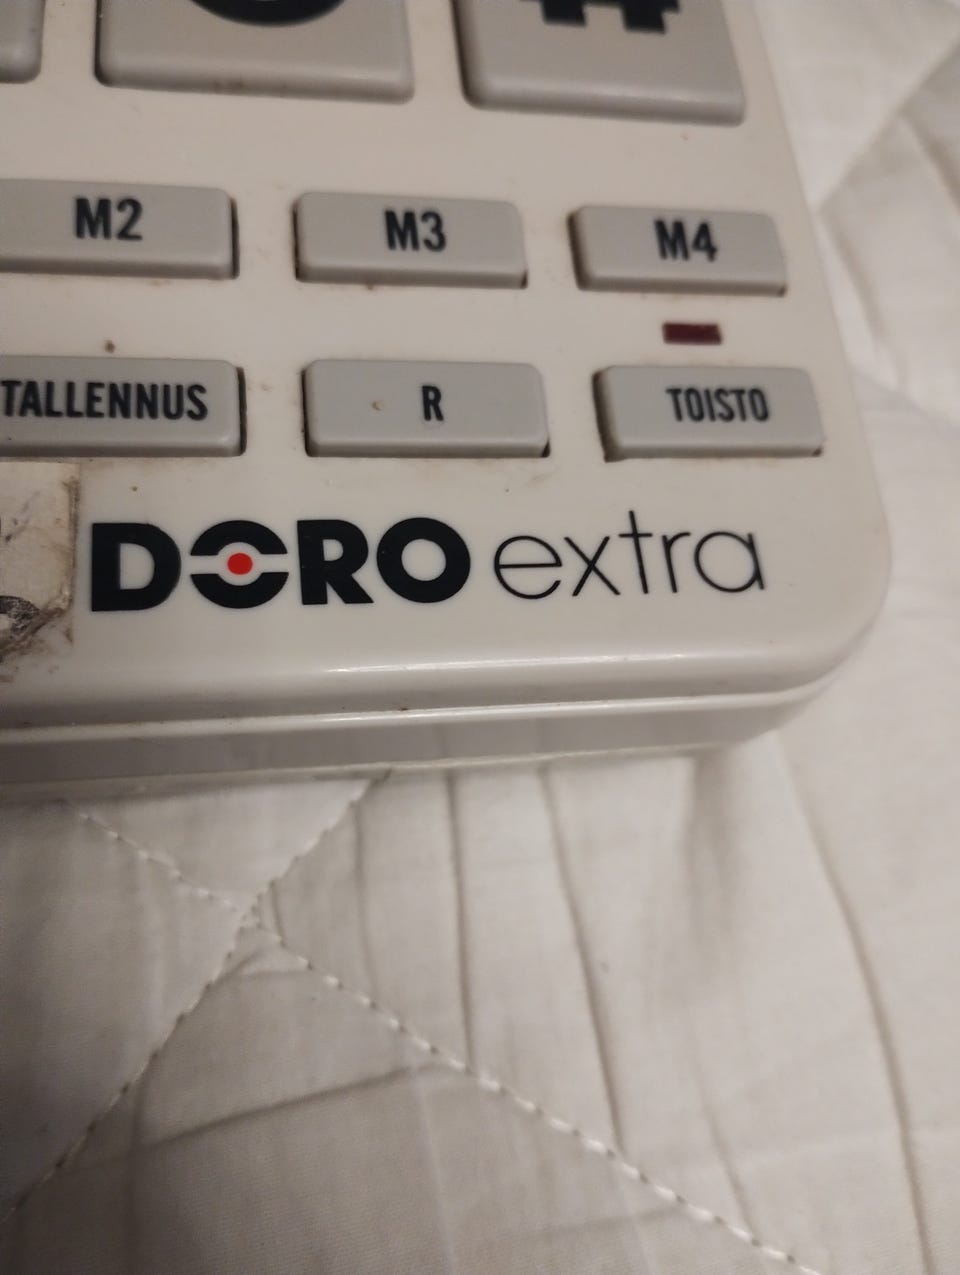 #
M2 M3 M4
TALLENNUS R TOISTO
DORO extra